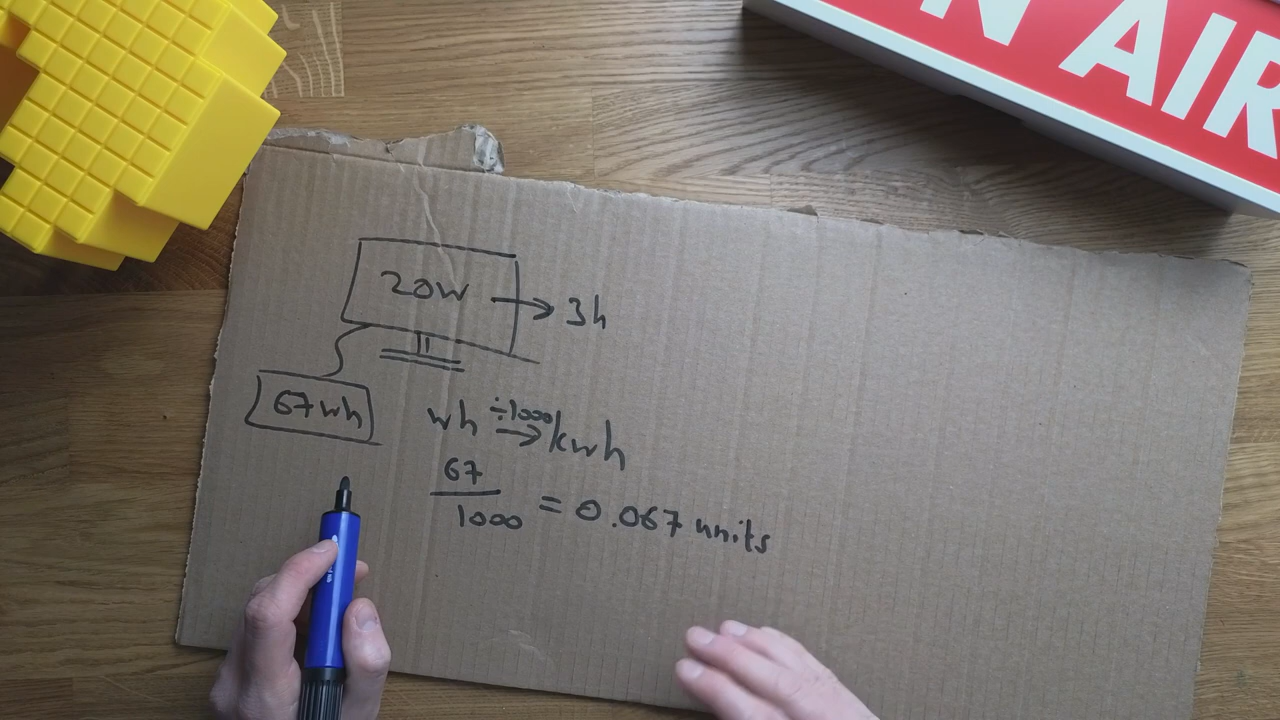 N AIR
20W → 3h
67wh
wh ÷1000→ kwh
67
1000
= 0.067 units